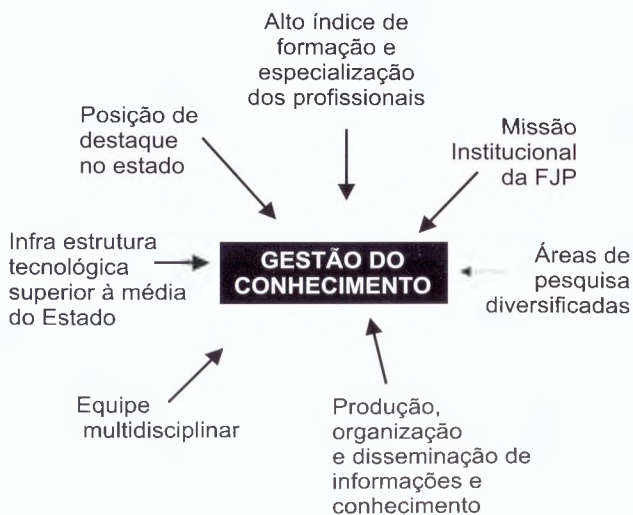 Alto índice de
formação e
especialização
dos profissionais
Posição de
destaque
no estado
Missão
Institucional
da FJP
Infra estrutura
tecnológica
superior à média
do Estado
GESTÃO DO
CONHECIMENTO
Áreas de
pesquisa
diversificadas
Equipe
multidisciplinar
Produção,
organização
e disseminação de
informações e
conhecimento